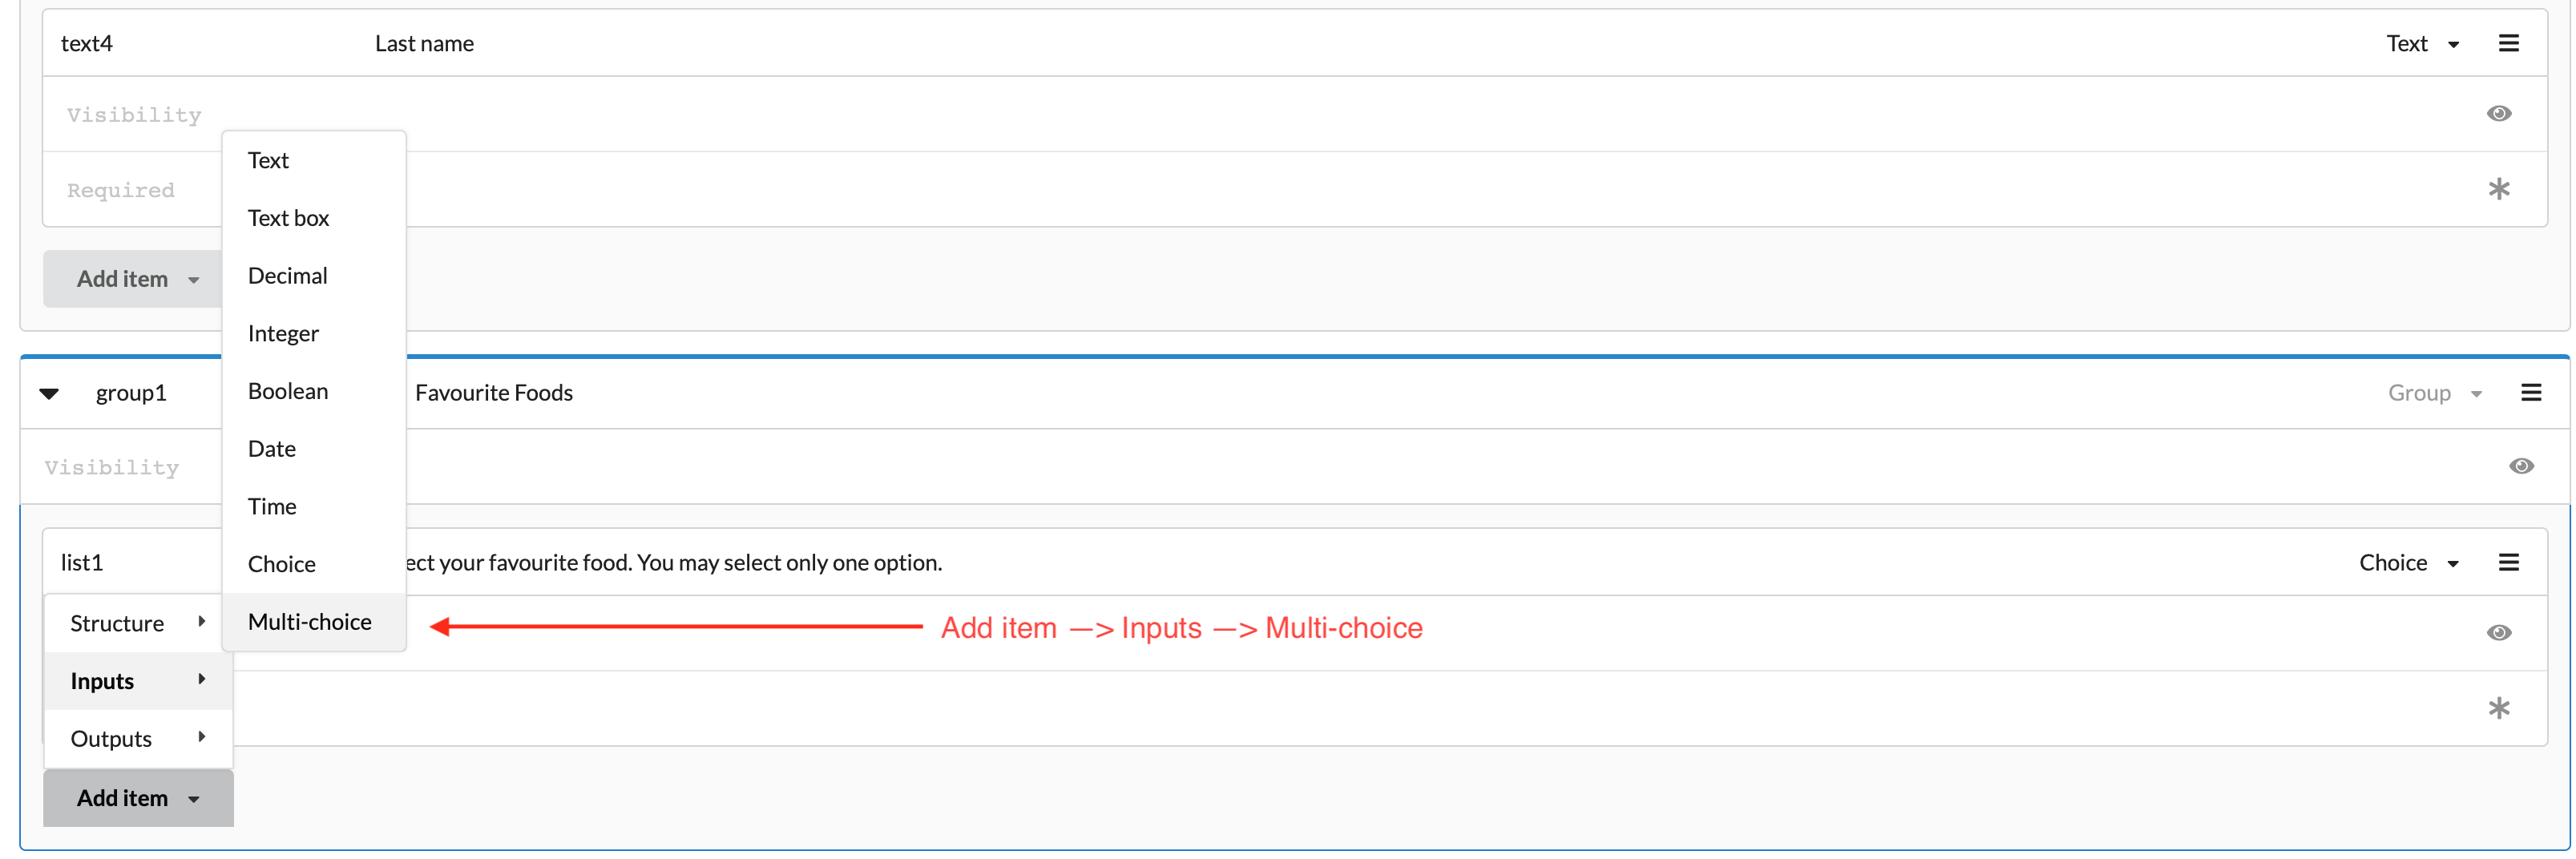 text4 Last name Text
Visibility
Required
Add item
Text
Text box
Decimal
Integer
Boolean
Date
Time
Choice
Multi-choice
group1 Favourite Foods Group
Visibility
list1 your favourite food. You may select only one option. Choice
Structure
Inputs
Outputs
Add item
Add item —> Inputs —> Multi-choice